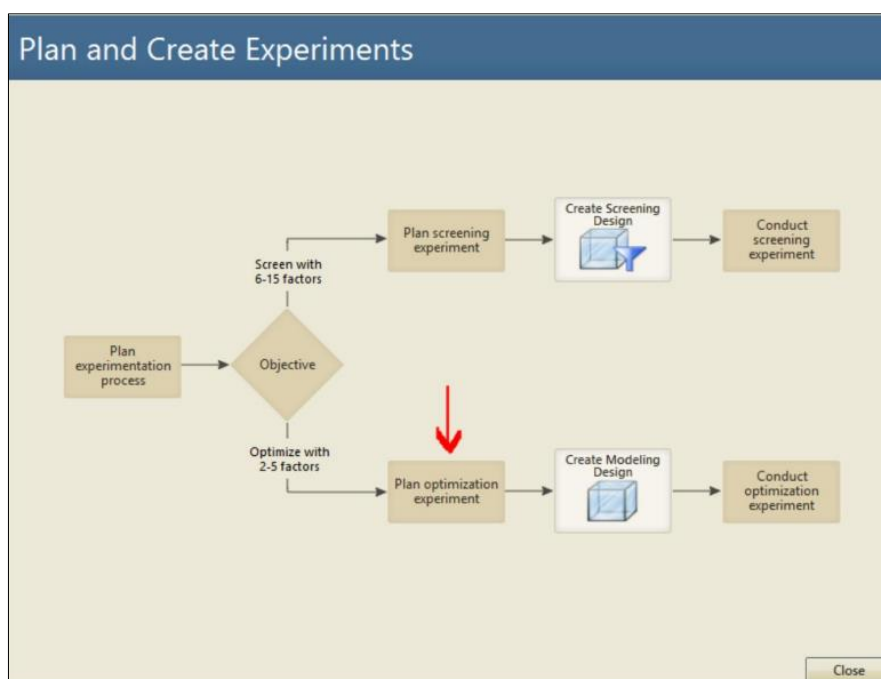 Plan and Create Experiments
Create Screening
Design
Plan screening
experiment
Conduct
screening
experiment
Screen with
6-15 factors
Plan
experimentation
process
Objective
Optimize with
2-5 factors
Plan optimization
experiment
Create Modeling
Design
Conduct
optimization
experiment
Close